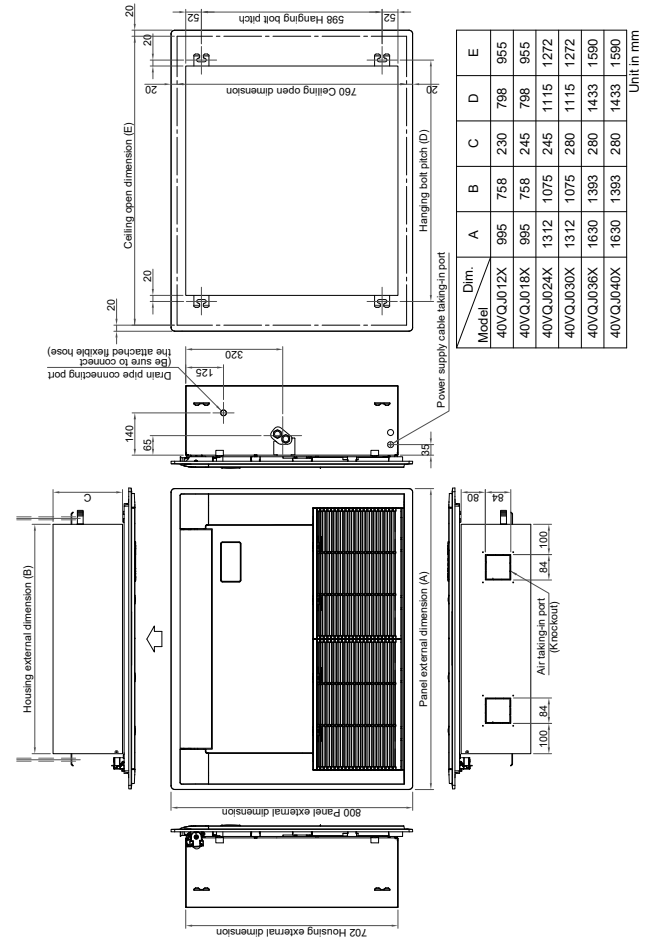 52
598 Hanging bolt pitch
52
20
20
20
760 Ceiling open dimension
20
Ceiling open dimension (E)
Hanging bolt pitch (D)
20
20
Drain pipe connecting port
(Be sure to connect
the attached flexible hose)
125
320
140
65
35
Power supply cable taking-in port
Housing external dimension (B)
C
800 Panel external dimension
Panel external dimension (A)
702 Housing external dimension
80
84
100
84
84
100
Air taking-in port
(Knockout)
Dim.
Model
A B C D E
40VQJ012X 995 758 230 798 955
40VQJ018X 995 758 245 798 955
40VQJ024X 1312 1075 245 1115 1272
40VQJ030X 1312 1075 280 1115 1272
40VQJ036X 1630 1393 280 1433 1590
40VQJ040X 1630 1393 280 1433 1590
Unit in mm